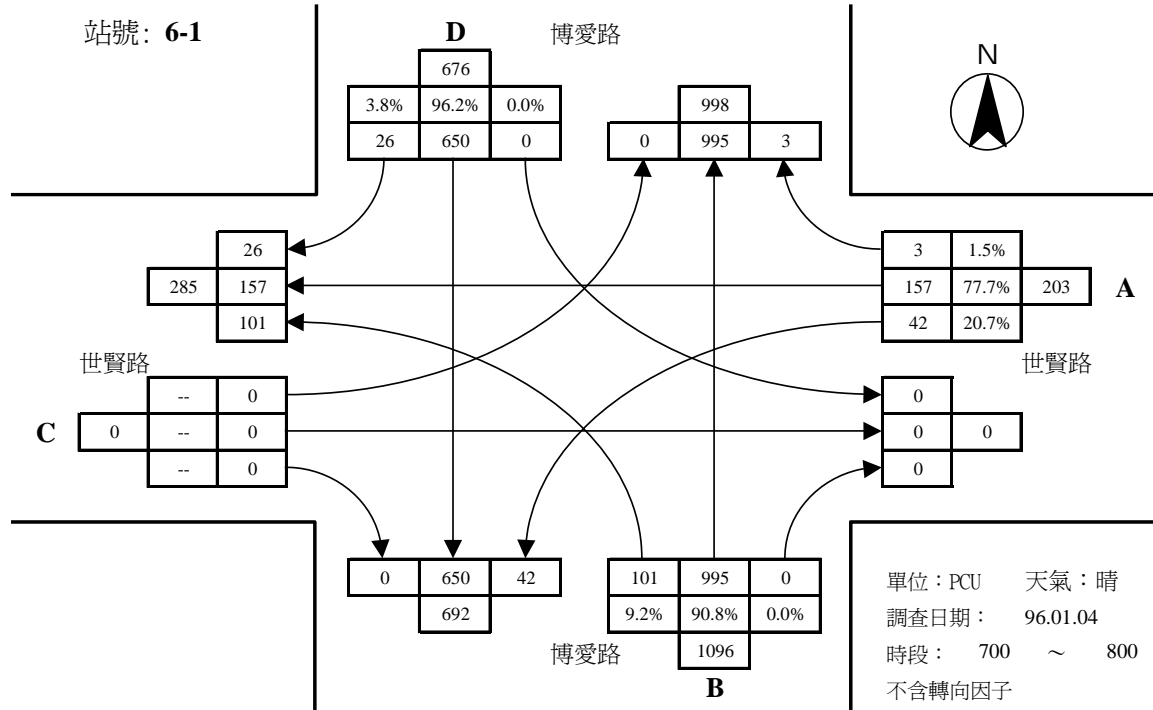 站號: 6-1
D
博愛路
N
676
3.8% 96.2% 0.0%
26 650 0
998
0 995 3
26
285 157
101
3 1.5%
157 77.7% 203
42 20.7%
A
世賢路
世賢路
C
-- 0
0 -- 0
-- 0
0
0 0
0
0 650 42
692
101 995 0
9.2% 90.8% 0.0%
1096
博愛路
B
單位：PCU 天氣：晴
調查日期： 96.01.04
時段： 700 ～ 800
不含轉向因子